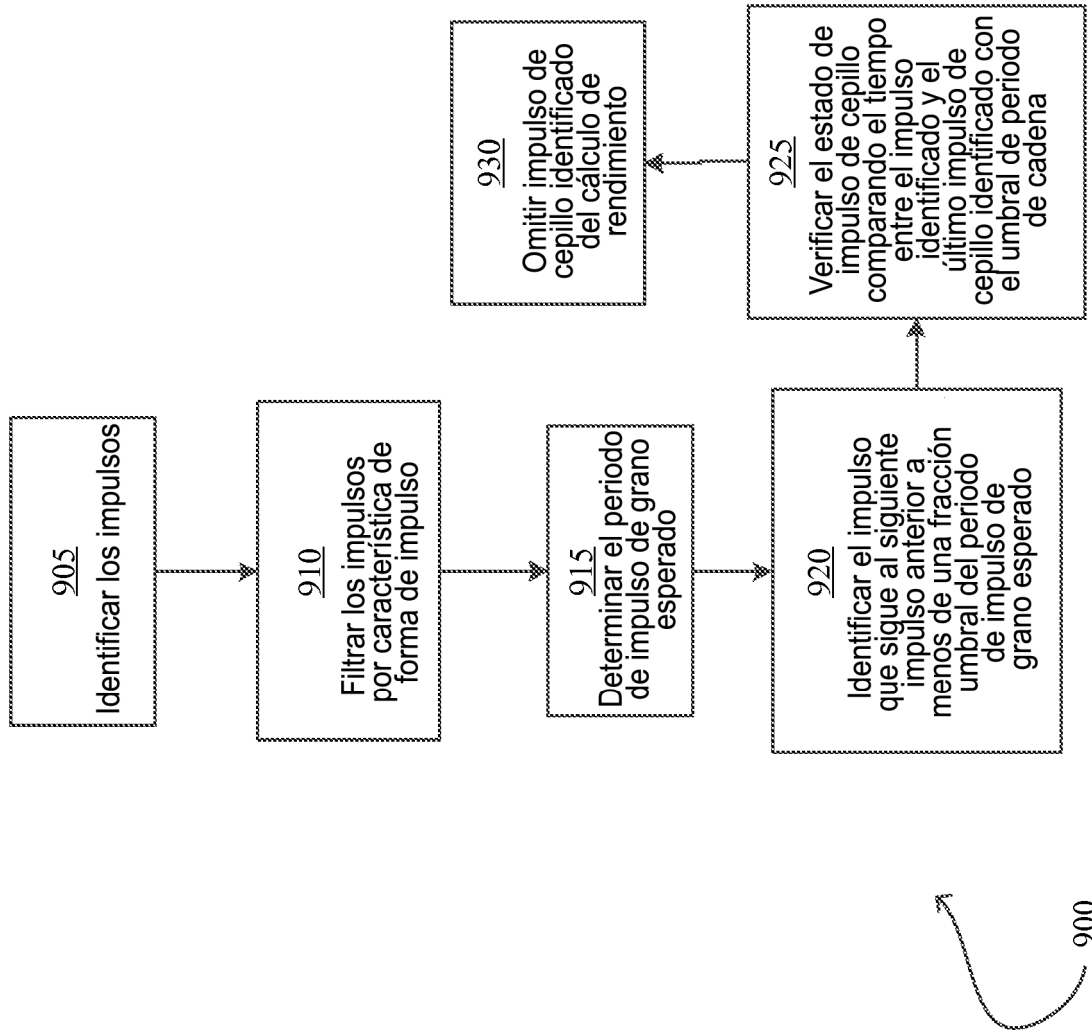 905
Identificar los impulsos
910
Filtrar los impulsos
por característica de
forma de impulso
915
Determinar el periodo
de impulso de grano
esperado
920
Identificar el impulso
que sigue al siguiente
impulso anterior a
menos de una fracción
umbral del periodo
de impulso de
grano esperado
925
Verificar el estado de
impulso de cepillo
comparando el tiempo
entre el impulso
identificado y el
último impulso de
cepillo identificado con
el umbral de periodo
de cadena
930
Omitir impulso de
cepillo identificado
del cálculo de
rendimiento
900